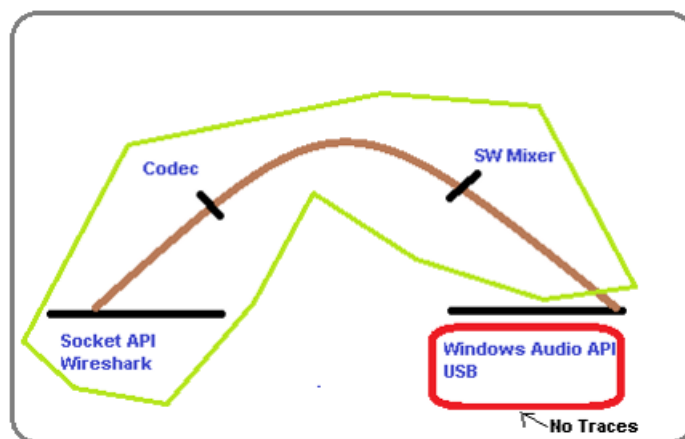 Codec
SW Mixer
Socket API
Wireshark
Windows Audio API
USB
No Traces